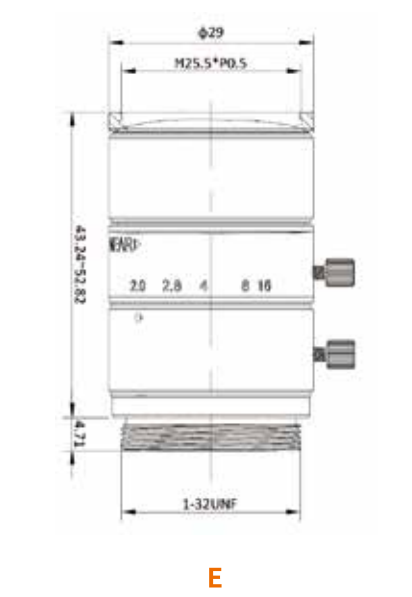 ϕ29
M25.5*P0.5
43.24~52.82
NEAR
2.0 2.8 4 8 16
4.71
1-32UNF
E